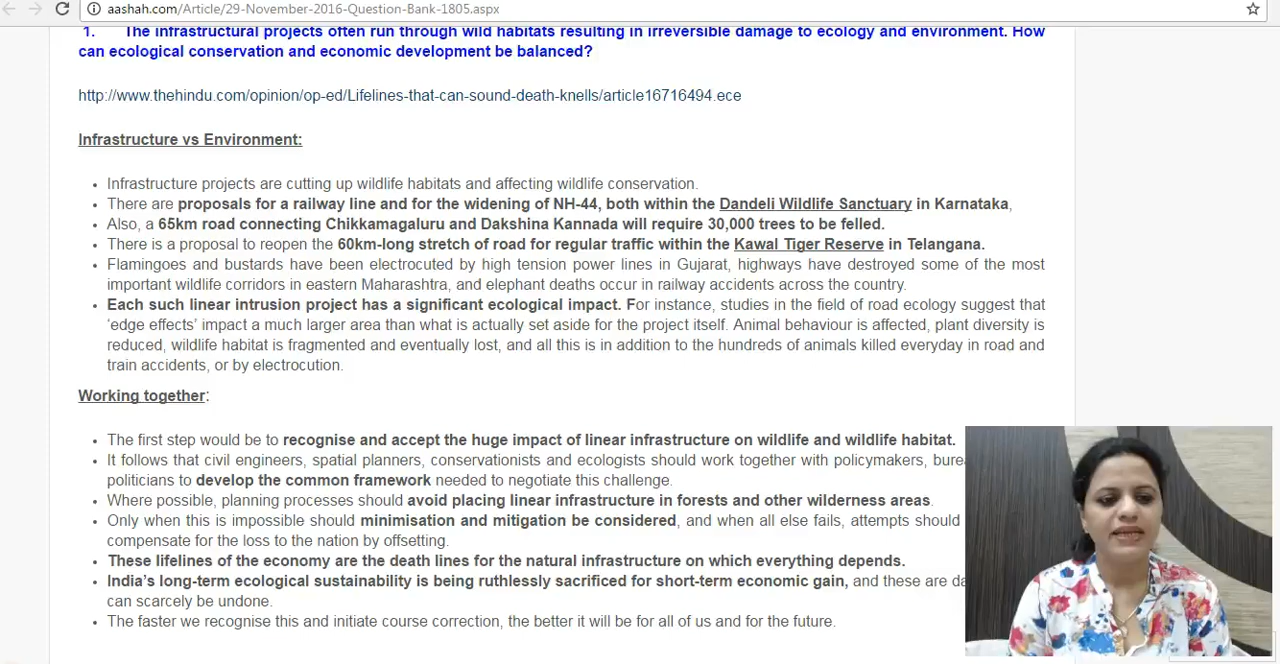 aashah.com/Article/29-November-2016-Question-Bank-1805.aspx
1. The infrastructural projects often run through wild habitats resulting in irreversible damage to ecology and environment. How
can ecological conservation and economic development be balanced?
http://www.thehindu.com/opinion/op-ed/Lifelines-that-can-sound-death-knells/article16716494.ece
Infrastructure vs Environment:
• Infrastructure projects are cutting up wildlife habitats and affecting wildlife conservation.
• There are proposals for a railway line and for the widening of NH-44, both within the Dandeli Wildlife Sanctuary in Karnataka,
• Also, a 65km road connecting Chikkamagaluru and Dakshina Kannada will require 30,000 trees to be felled.
• There is a proposal to reopen the 60km-long stretch of road for regular traffic within the Kawal Tiger Reserve in Telangana.
• Flamingoes and bustards have been electrocuted by high tension power lines in Gujarat, highways have destroyed some of the most
important wildlife corridors in eastern Maharashtra, and elephant deaths occur in railway accidents across the country.
• Each such linear intrusion project has a significant ecological impact. For instance, studies in the field of road ecology suggest that
'edge effects' impact a much larger area than what is actually set aside for the project itself. Animal behaviour is affected, plant diversity is
reduced, wildlife habitat is fragmented and eventually lost, and all this is in addition to the hundreds of animals killed everyday in road and
train accidents, or by electrocution.
Working together:
• The first step would be to recognise and accept the huge impact of linear infrastructure on wildlife and wildlife habitat.
• It follows that civil engineers, spatial planners, conservationists and ecologists should work together with policymakers,
politicians to develop the common framework needed to negotiate this challenge.
• Where possible, planning processes should avoid placing linear infrastructure in forests and other wilderness areas.
• Only when this is impossible should minimisation and mitigation be considered, and when all else fails, attempts should
compensate for the loss to the nation by offsetting.
• These lifelines of the economy are the death lines for the natural infrastructure on which everything depends.
• India's long-term ecological sustainability is being ruthlessly sacrificed for short-term economic gain, and these are
can scarcely be undone.
• The faster we recognise this and initiate course correction, the better it will be for all of us and for the future.